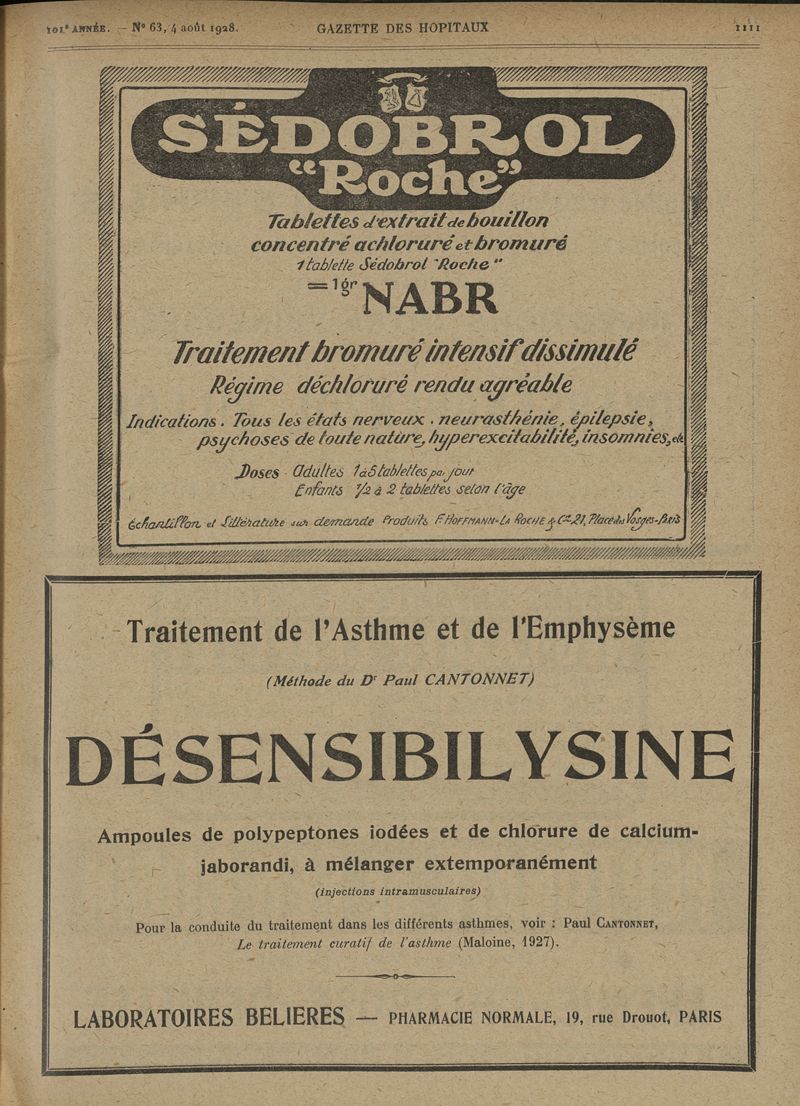 101ᵉ ANNÉE. — N° 63, 4 août 1928. GAZETTE DES HOPITAUX 1111
SÉDOBROL
"Roche"
Tablettes d'extrait de bouillon
concentré achloruré et bromuré
1 tablette Sédobrol "Roche"
= 1gr NABR
Traitement bromuré intensif dissimulé
Régime déchloruré rendu agréable
Indications. Tous les états nerveux. neurasthénie, épilepsie,
psychoses de toute nature, hyperexcitabilité, insomnies, etc
Doses - Adultes 1 à 5 tablettes par jour
Enfants ½ à 2 tablettes selon l'âge
Échantillon et Littérature sur demande Produits F. HOFFMANN-LA ROCHE & Cie 21, Place des Vosges-Paris
Traitement de l'Asthme et de l'Emphysème
(Méthode du Dʳ Paul CANTONNET)
DÉSENSIBILYSINE
Ampoules de polypeptones iodées et de chlorure de calcium-
jaborandi, à mélanger extemporanément
(injections intramusculaires)
Pour la conduite du traitement dans les différents asthmes, voir : Paul CANTONNET,
Le traitement curatif de l'asthme (Maloine, 1927).
LABORATOIRES BELIERES — PHARMACIE NORMALE, 19, rue Drouot, PARIS